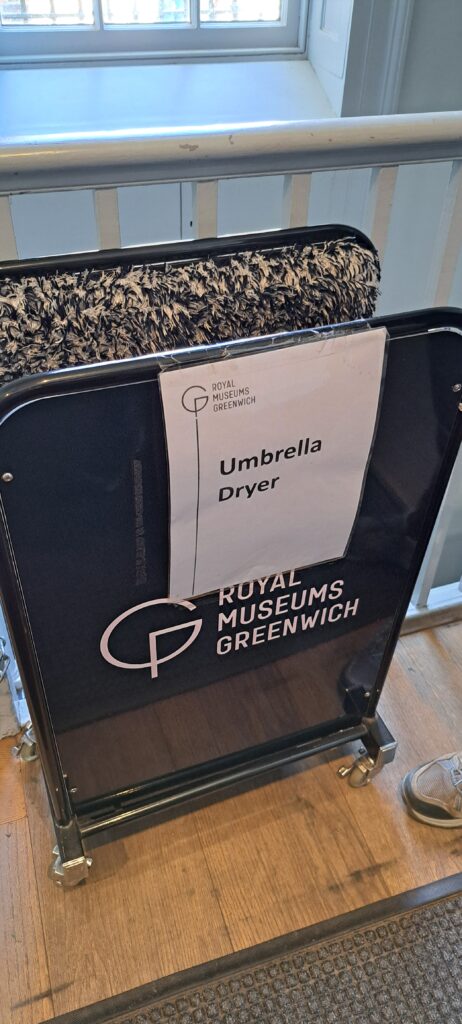 ROYAL
MUSEUMS
GREENWICH
Umbrella
Dryer
ROYAL
MUSEUMS
GREENWICH